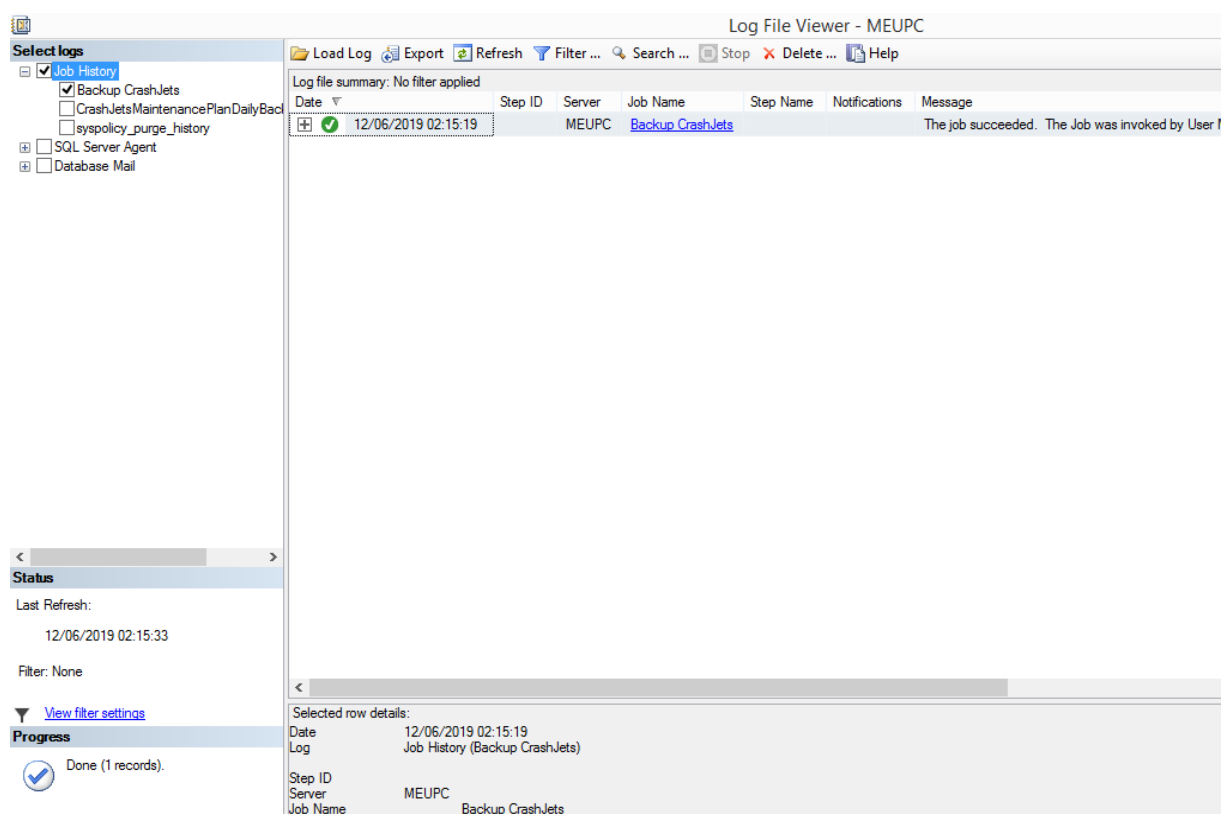 Log File Viewer - MEUPC
Select logs
Job History
Backup CrashJets
CrashJetsMaintenancePlanDailyBacl
syspolicy_purge_history
SQL Server Agent
Database Mail
Status
Last Refresh:
12/06/2019 02:15:33
Filter: None
View filter settings
Progress
Done (1 records).
Load Log Export Refresh Filter ... Search ... Stop Delete ... Help
Log file summary: No filter applied
Date Step ID Server Job Name Step Name Notifications Message
12/06/2019 02:15:19 MEUPC Backup CrashJets The job succeeded. The Job was invoked by User
Selected row details:
Date 12/06/2019 02:15:19
Log Job History (Backup CrashJets)
Step ID
Server MEUPC
Job Name Backup CrashJets